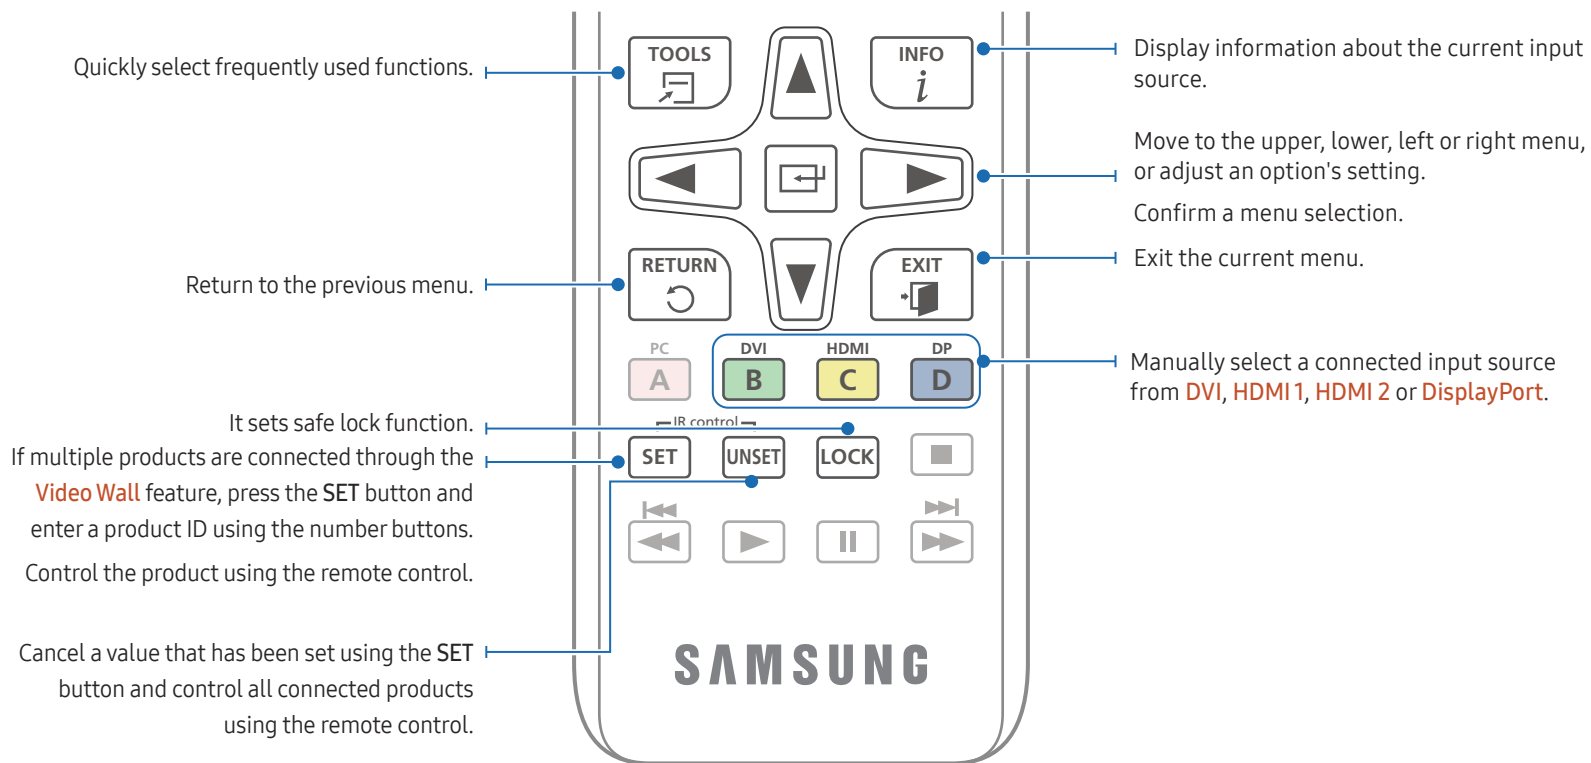 Quickly select frequently used functions.
Return to the previous menu.
It sets safe lock function.
If multiple products are connected through the
Video Wall feature, press the SET button and
enter a product ID using the number buttons.
Control the product using the remote control.
Cancel a value that has been set using the SET
button and control all connected products
using the remote control.
TOOLS
INFO
i
RETURN
EXIT
PC
DVI
HDMI
DP
A
B
C
D
IR control
SET
UNSET
LOCK
SAMSUNG
Display information about the current input
source.
Move to the upper, lower, left or right menu,
or adjust an option's setting.
Confirm a menu selection.
Exit the current menu.
Manually select a connected input source
from DVI, HDMI 1, HDMI 2 or DisplayPort.